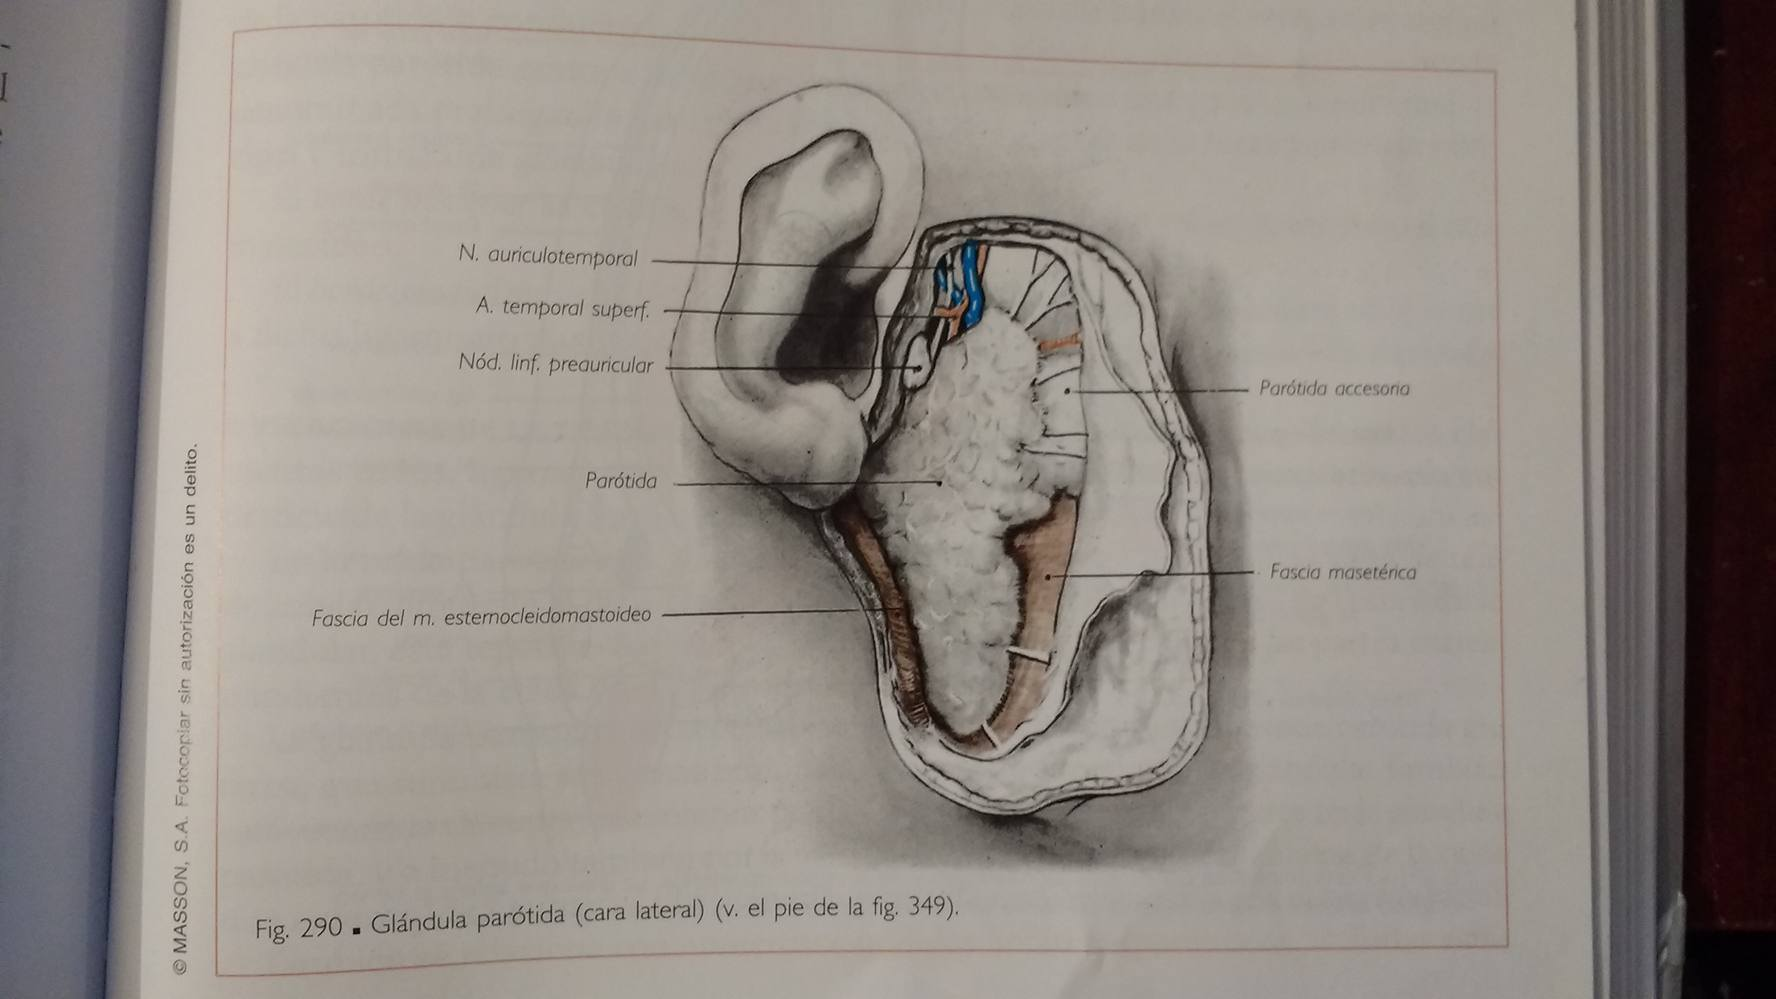 N. auriculotemporal
A. temporal superf.
Nód. linf. preauricular
Parótida accesoria
Parótida
Fascia masetérica
Fascia del m. esternocleidomastoideo
© MASSON, S.A. Fotocopiar sin autorización es un delito.
Fig. 290 ▪ Glándula parótida (cara lateral) (v. el pie de la fig. 349).